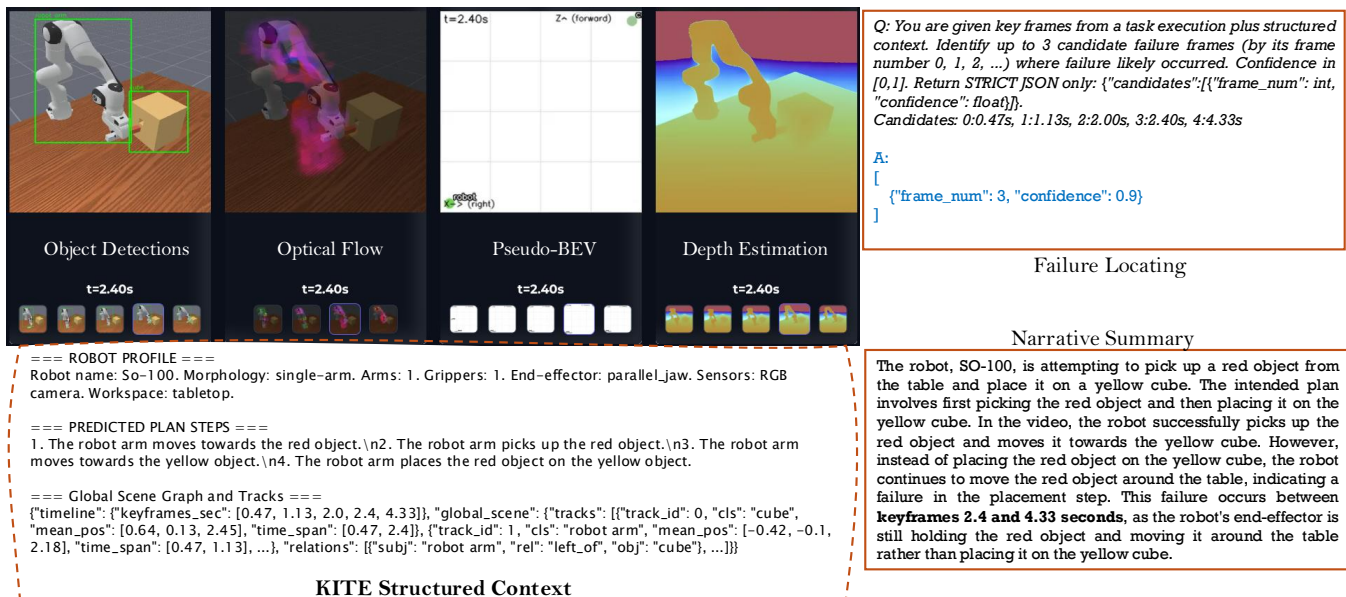 t=2.40s
Z^ (forward)
robot
X-> (right)
Object Detections
Optical Flow
Pseudo-BEV
Depth Estimation
t=2.40s
t=2.40s
t=2.40s
t=2.40s
=== ROBOT PROFILE ===
Robot name: So-100. Morphology: single-arm. Arms: 1. Grippers: 1. End-effector: parallel_jaw. Sensors: RGB
camera. Workspace: tabletop.
=== PREDICTED PLAN STEPS ===
1. The robot arm moves towards the red object.\n2. The robot arm picks up the red object.\n3. The robot arm
moves towards the yellow object.\n4. The robot arm places the red object on the yellow object.
=== Global Scene Graph and Tracks ===
{"timeline": {"keyframes_sec": [0.47, 1.13, 2.0, 2.4, 4.33]}, "global_scene": {"tracks": [{"track_id": 0, "cls": "cube",
"mean_pos": [0.64, 0.13, 2.45], "time_span": [0.47, 2.4]}, {"track_id": 1, "cls": "robot arm", "mean_pos": [-0.42, -0.1,
2.18], "time_span": [0.47, 1.13], ...}, "relations": [{"subj": "robot arm", "rel": "left_of", "obj": "cube"}, ...]}}
KITE Structured Context
Q: You are given key frames from a task execution plus structured
context. Identify up to 3 candidate failure frames (by its frame
number 0, 1, 2, ...) where failure likely occurred. Confidence in
[0,1]. Return STRICT JSON only: {"candidates":[{"frame_num": int,
"confidence": float}]}.
Candidates: 0:0.47s, 1:1.13s, 2:2.00s, 3:2.40s, 4:4.33s
A:
[
{"frame_num": 3, "confidence": 0.9}
]
Failure Locating
Narrative Summary
The robot, SO-100, is attempting to pick up a red object from
the table and place it on a yellow cube. The intended plan
involves first picking the red object and then placing it on the
yellow cube. In the video, the robot successfully picks up the
red object and moves it towards the yellow cube. However,
instead of placing the red object on the yellow cube, the robot
continues to move the red object around the table, indicating a
failure in the placement step. This failure occurs between
keyframes 2.4 and 4.33 seconds, as the robot's end-effector is
still holding the red object and moving it around the table
rather than placing it on the yellow cube.